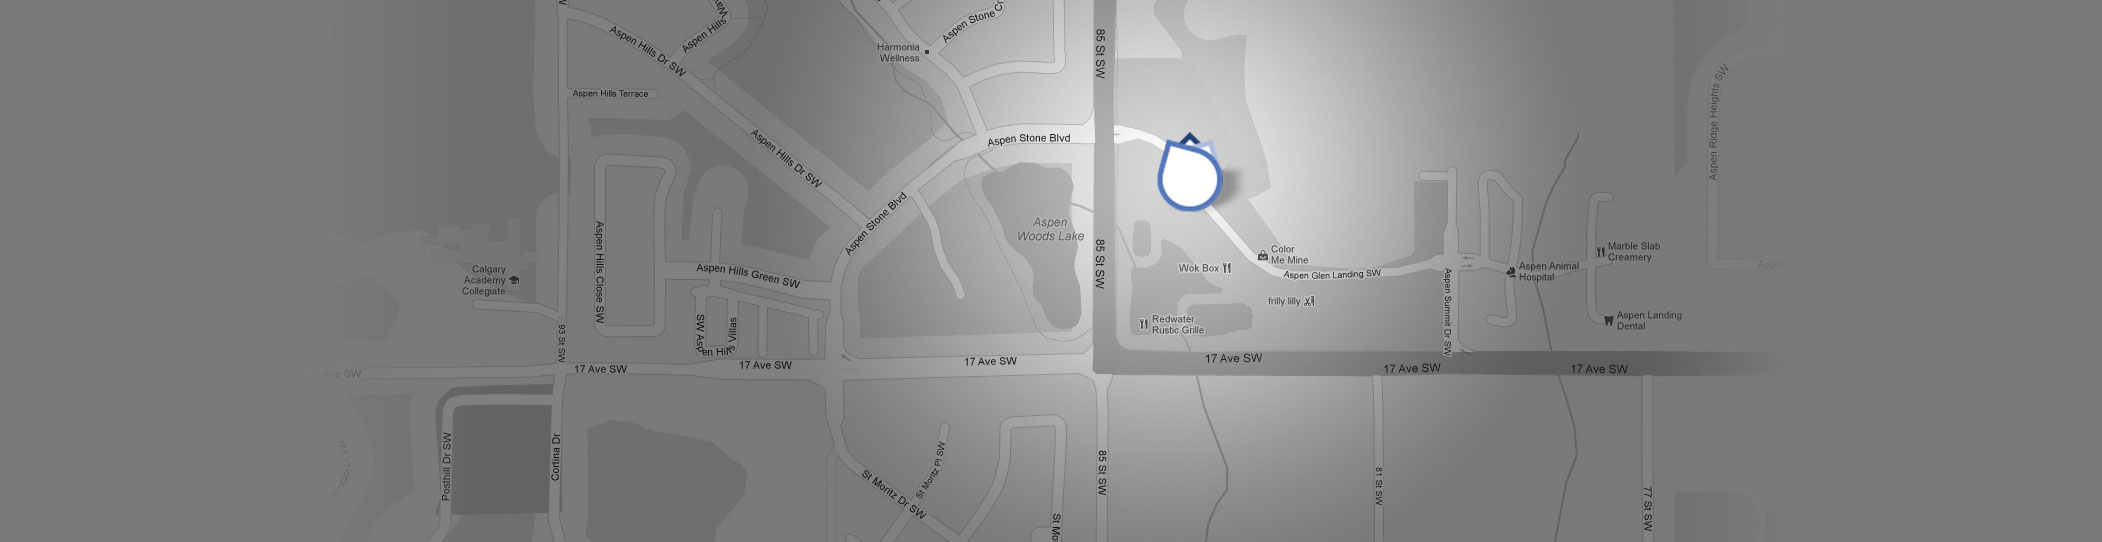 Aspen Hills
Aspen Hills Dr SW
Aspen Stone Cr
Harmonia
Wellness
85 St SW
Aspen Hills Terrace
Aspen Hills Dr SW
Aspen Stone Blvd
Aspen Ridge Heights SW
Aspen Stone Blvd
Aspen
Woods Lake
Aspen Hills Close SW
Calgary
Academy
Collegiate
Aspen Hills Green SW
85 St SW
Color
Me Mine
Wok Box
Aspen Glen Landing SW
frilly lilly
Redwater
Rustic Grille
Aspen Summit Dr SW
Aspen Animal
Hospital
Marble Slab
Creamery
Aspen Landing
Dental
93 St SW
SW Aspen Hills Villas
17 Ave SW
17 Ave SW
17 Ave SW
17 Ave SW
17 Ave SW
17 Ave SW
17 Ave SW
Posthill Dr SW
Cortina Dr
St Moritz Dr SW
St Moritz Pl SW
St Mo
85 St SW
81 St SW
77 St SW